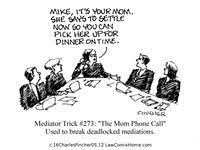 MIKE, IT'S YOUR MOM.
SHE SAYS TO SETTLE
NOW SO YOU CAN
PICK HER UP FOR
DINNER ON TIME.
FINCHER
Mediator Trick #273: "The Mom Phone Call"
Used to break deadlocked mediations.
c.16CharlesFincher05.12 LawComixHome.com